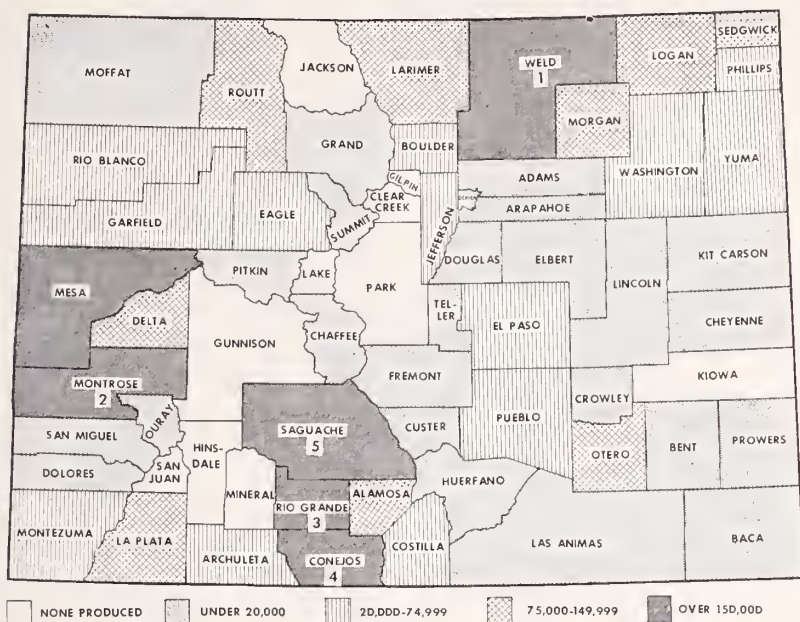 SEDGWICK
MOFFAT
JACKSON
LARIMER
WELD
1
LOGAN
PHILLIPS
ROUTT
MORGAN
GRAND
BOULDER
RIO BLANCO
WASHINGTON
YUMA
GILPIN
ADAMS
CLEAR
CREEK
ARAPAHOE
GARFIELD
EAGLE
SUMMIT
JEFFERSON
DOUGLAS
ELBERT
KIT CARSON
PITKIN
LAKE
LINCOLN
MESA
PARK
TEL-
LER
DELTA
EL PASO
CHEYENNE
GUNNISON
CHAFFEE
MONTROSE
2
FREMONT
KIOWA
CROWLEY
OURAY
SAGUACHE
5
CUSTER
PUEBLO
SAN MIGUEL
HINS-
DALE
OTERO
BENT
PROWERS
DOLORES
SAN
JUAN
MINERAL
RIO GRANDE
3
ALAMOSA
HUERFANO
MONTEZUMA
LA PLATA
ARCHULETA
CONEJOS
4
COSTILLA
LAS ANIMAS
BACA
NONE PRODUCED UNDER 20,000 2D,DDD-74,999 75,000-149,999 OVER 15D,00D